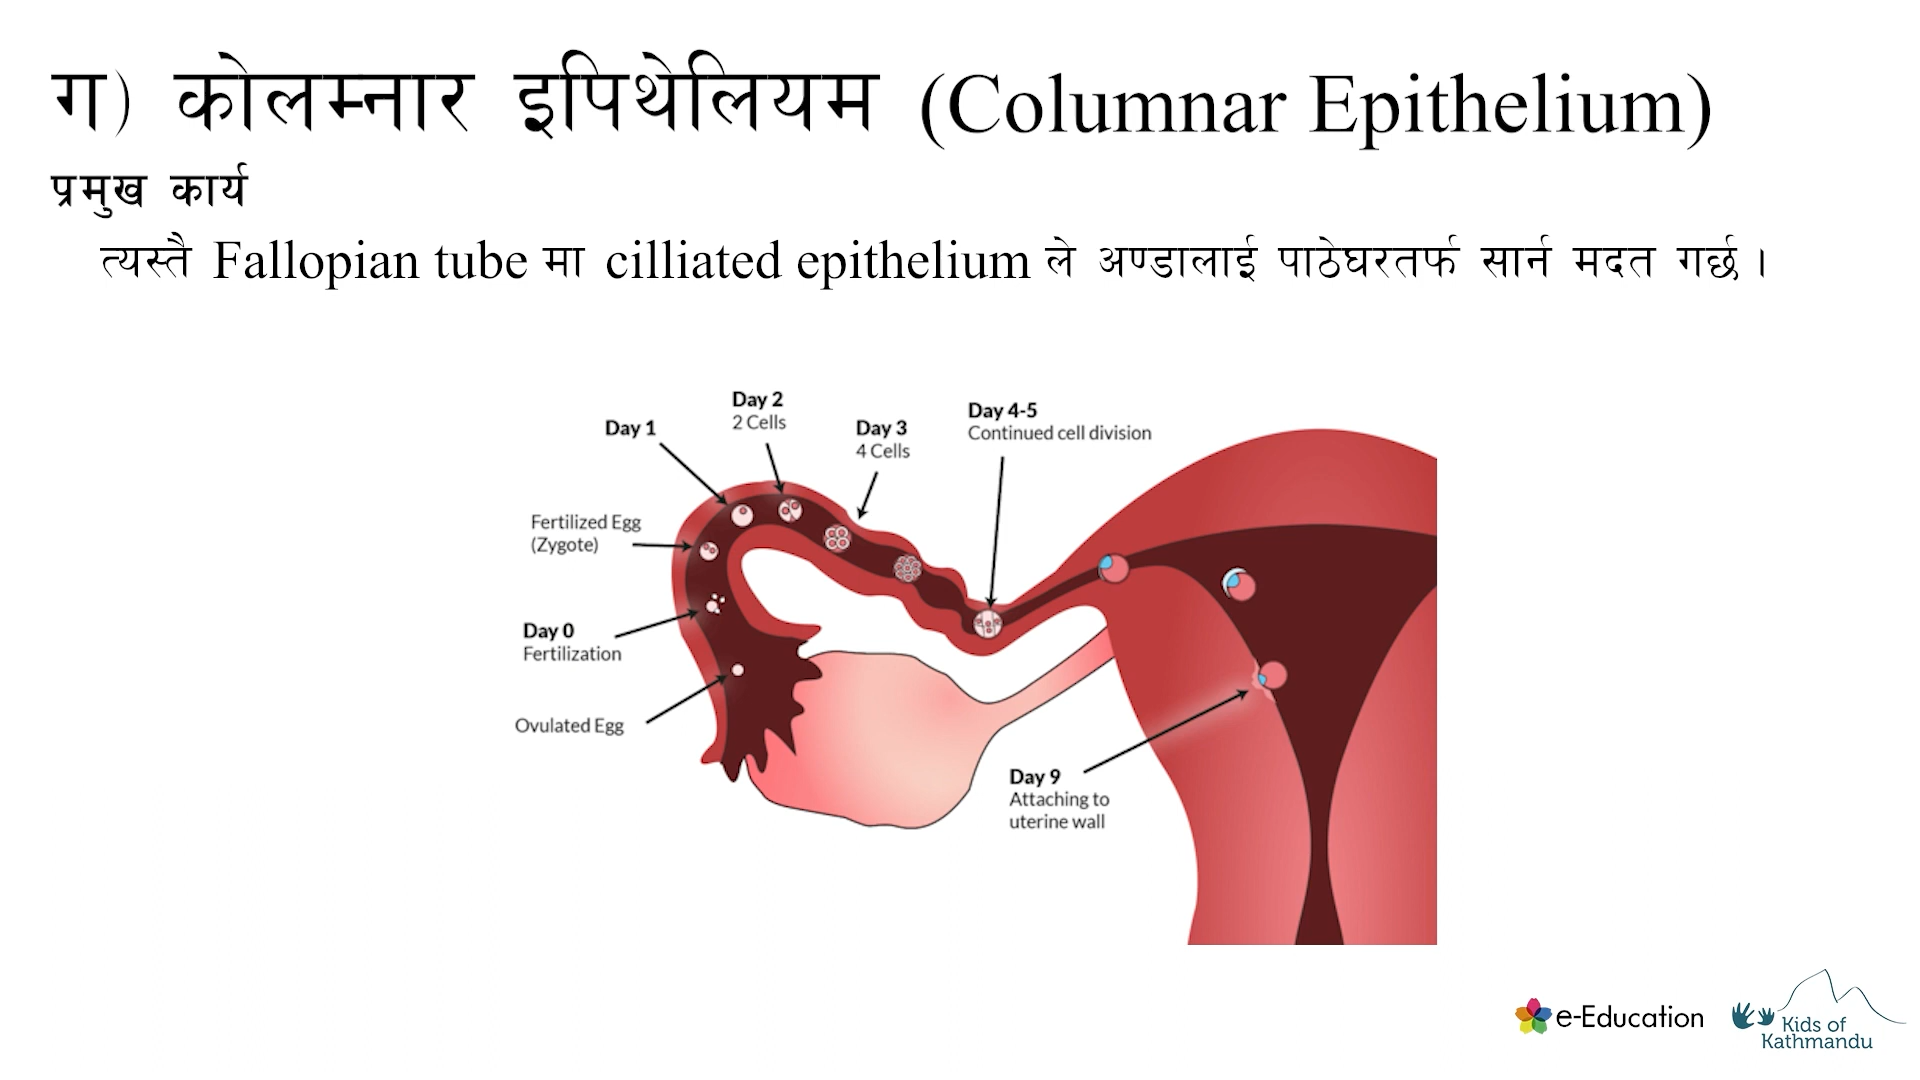 ग) कोलम्नार इपिथेलियम (Columnar Epithelium)
प्रमुख कार्य
त्यस्तै Fallopian tube मा cilliated epithelium ले अण्डालाई पाठेघरतर्फ सार्न मदत गर्छ ।
Day 1
Day 2
2 Cells
Day 3
4 Cells
Day 4-5
Continued cell division
Fertilized Egg
(Zygote)
Day 0
Fertilization
Ovulated Egg
Day 9
Attaching to
uterine wall
e-Education
Kids of
Kathmandu